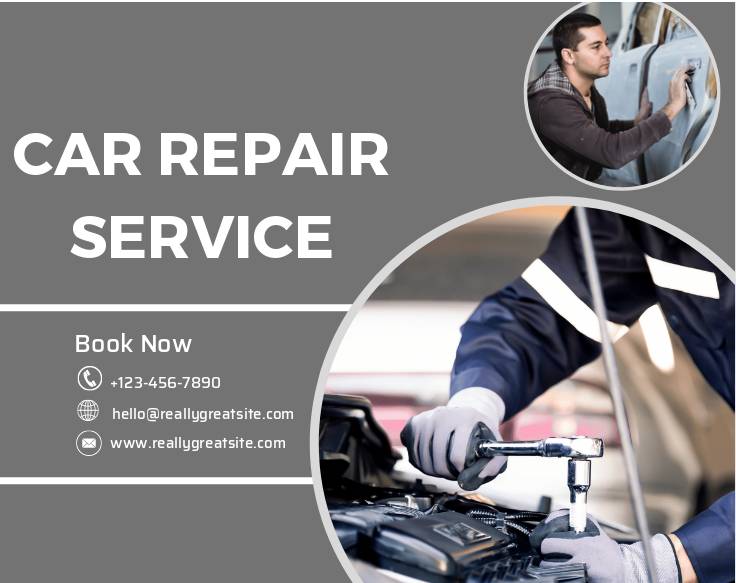 CAR REPAIR
SERVICE
Book Now
+123-456-7890
hello@reallygreatsite.com
www.reallygreatsite.com